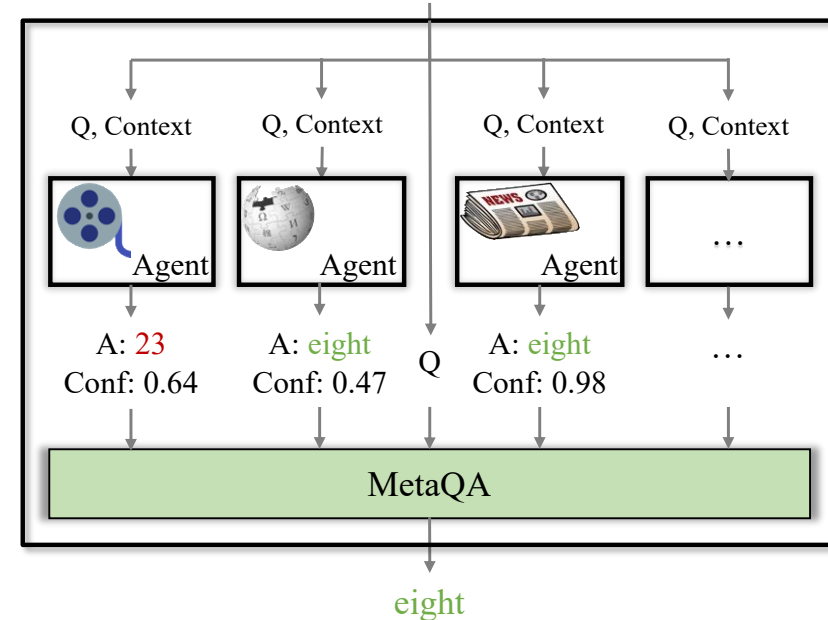 Q, Context
Q, Context
Q, Context
Q, Context
NEWS
Agent
Agent
Agent
...
A: 23
Conf: 0.64
A: eight
Conf: 0.47
Q
A: eight
Conf: 0.98
...
MetaQA
eight